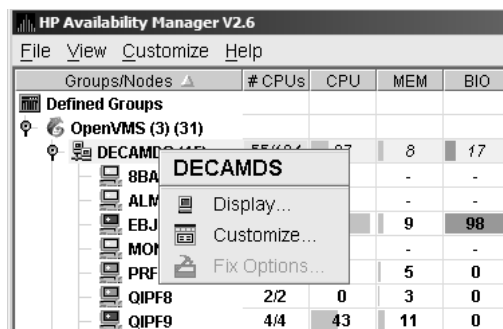 HP Availability Manager V2.6
File View Customize Help
Groups/Nodes # CPUs CPU MEM BIO
Defined Groups
OpenVMS (3) (31)
DECAMDS 8 17
DECAMDS
8BA - -
Display...
ALM - -
EBJ 9 98
Customize...
MON - -
Fix Options...
PRF 5 0
QIPF8 2/2 0 3 0
QIPF9 4/4 43 11 0